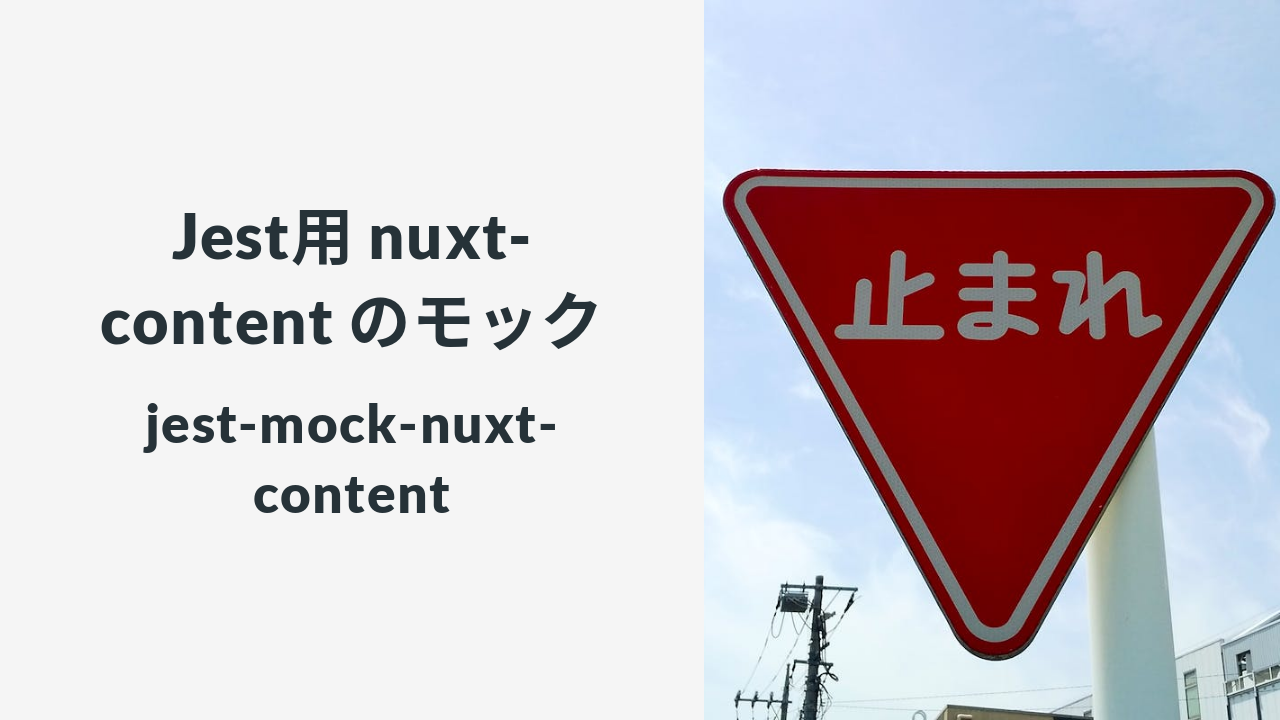 Jest用 nuxt-
content のモック
jest-mock-nuxt-
content
止まれ